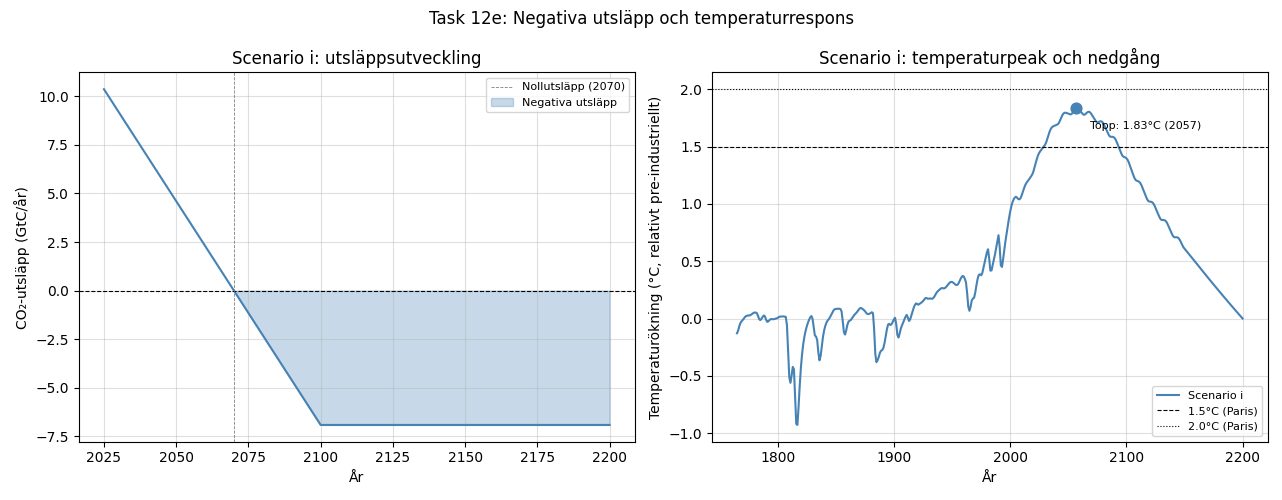 Task 12e: Negativa utsläpp och temperaturrespons
Scenario i: utsläppsutveckling
CO₂-utsläpp (GtC/år)
10.0
7.5
5.0
2.5
0.0
−2.5
−5.0
−7.5
Nollutsläpp (2070)
Negativa utsläpp
2025
2050
2075
2100
2125
2150
2175
2200
År
Scenario i: temperaturpeak och nedgång
Temperaturökning (°C, relativt pre-industriellt)
2.0
1.5
1.0
0.5
0.0
−0.5
−1.0
Topp: 1.83°C (2057)
Scenario i
1.5°C (Paris)
2.0°C (Paris)
1800
1900
2000
2100
2200
År